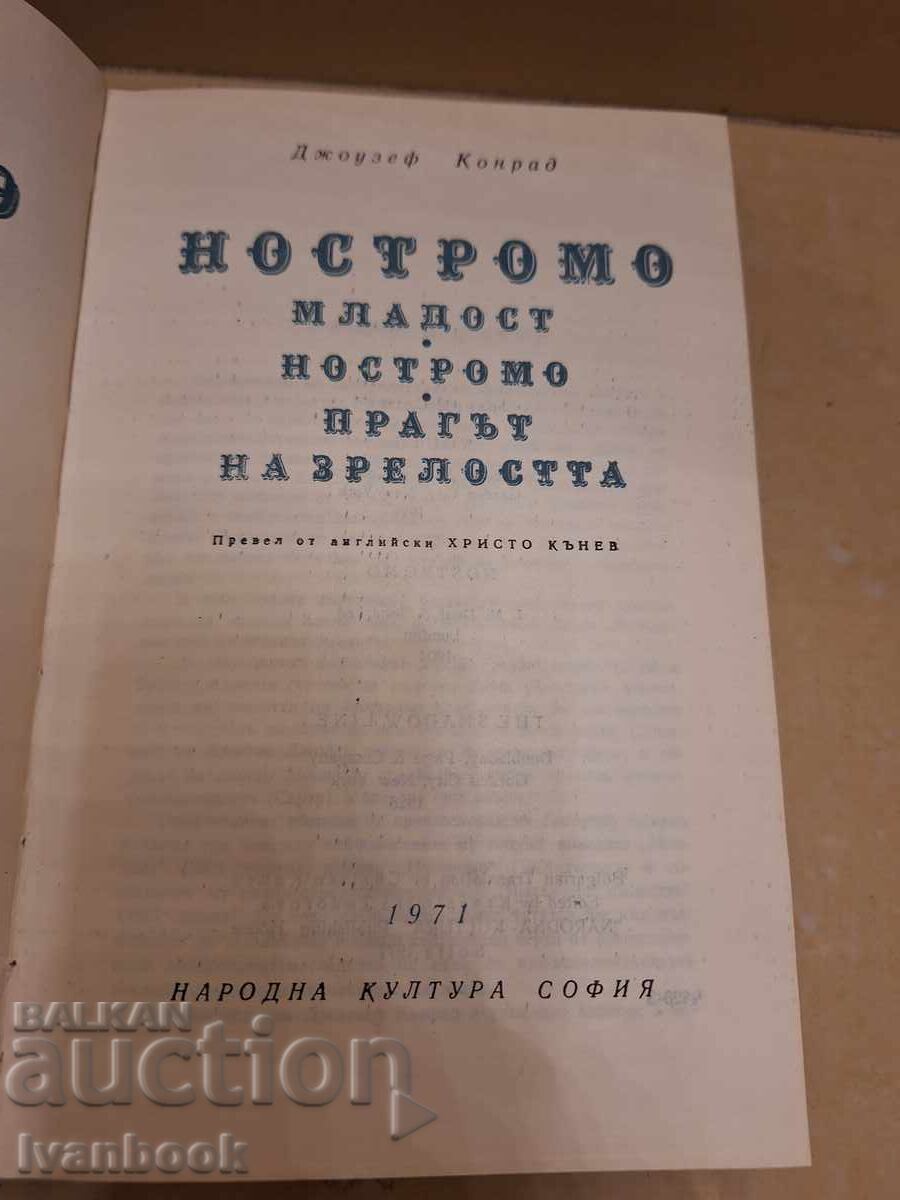 Джоузеф Конрад
НОСТРОМО
МЛАДОСТ
•
НОСТРОМО
•
ПРАГЪТ
НА ЗРЕЛОСТТА
Превел от английски ХРИСТО КЪНЕВ
1971
НАРОДНА КУЛТУРА СОФИЯ
BALKAN
auction
Ivanbook